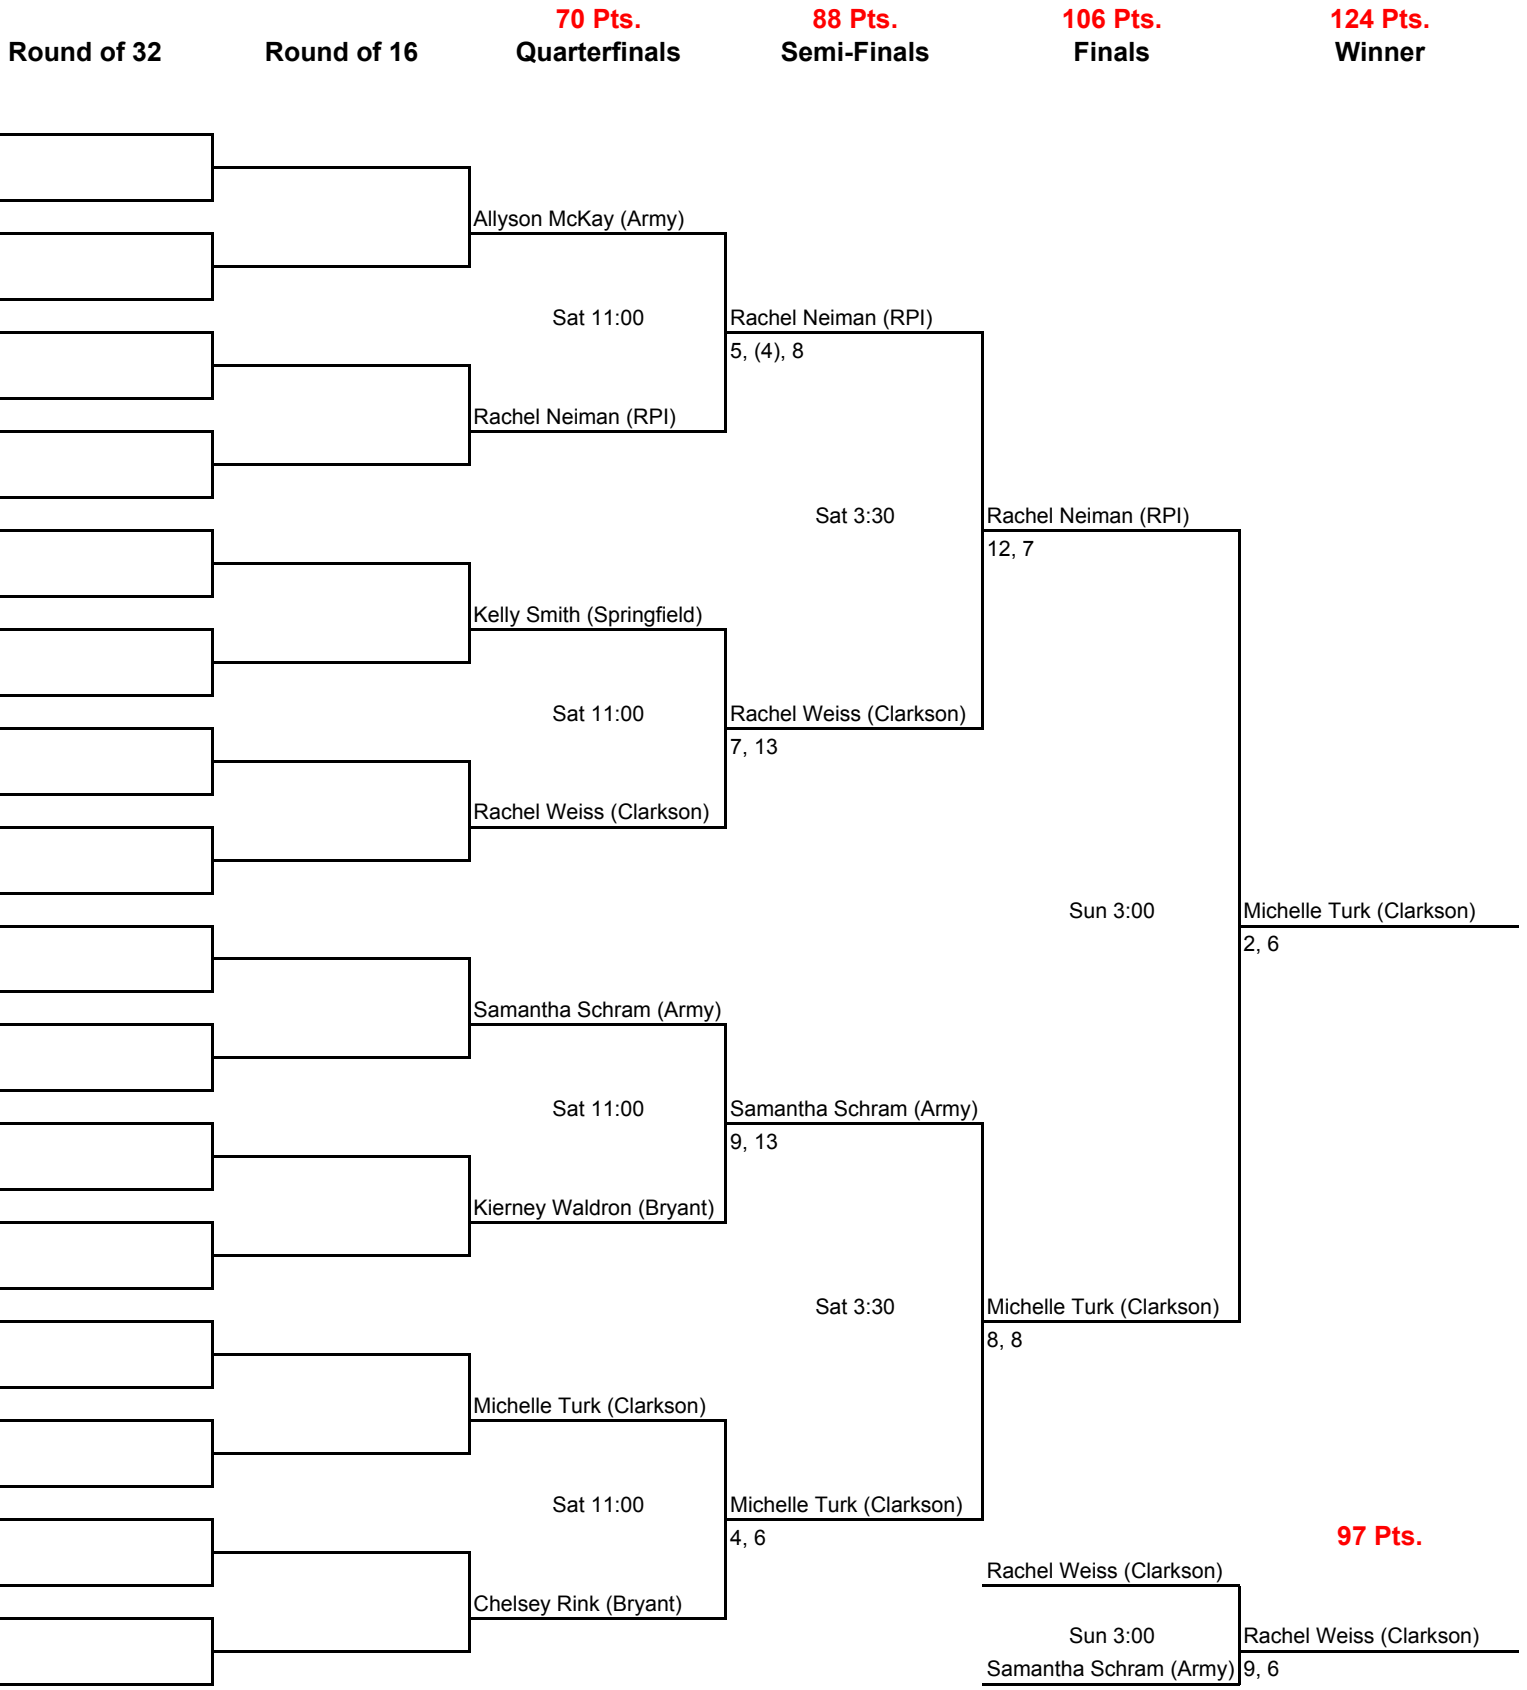 70 Pts. 88 Pts. 106 Pts. 124 Pts.
Round of 32 Round of 16 Quarterfinals Semi-Finals Finals Winner
Allyson McKay (Army)
Sat 11:00 Rachel Neiman (RPI)
5, (4), 8
Rachel Neiman (RPI)
Sat 3:30 Rachel Neiman (RPI)
12, 7
Kelly Smith (Springfield)
Sat 11:00 Rachel Weiss (Clarkson)
7, 13
Rachel Weiss (Clarkson)
Sun 3:00 Michelle Turk (Clarkson)
2, 6
Samantha Schram (Army)
Sat 11:00 Samantha Schram (Army)
9, 13
Kierney Waldron (Bryant)
Sat 3:30 Michelle Turk (Clarkson)
8, 8
Michelle Turk (Clarkson)
Sat 11:00 Michelle Turk (Clarkson)
4, 6 97 Pts.
Rachel Weiss (Clarkson)
Chelsey Rink (Bryant)
Sun 3:00 Rachel Weiss (Clarkson)
Samantha Schram (Army) 9, 6